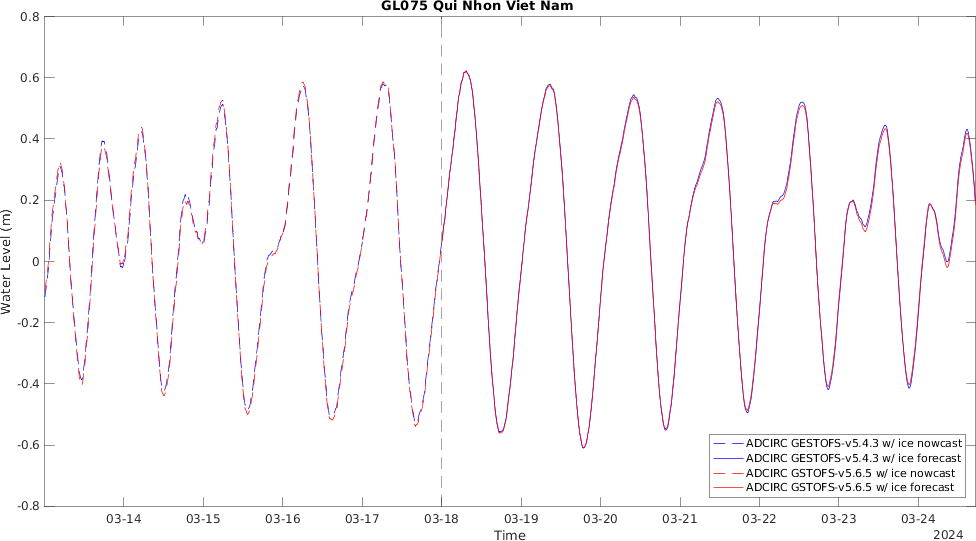 GL075 Qui Nhon Viet Nam
Water Level (m)
0.8
0.6
0.4
0.2
0
-0.2
-0.4
-0.6
-0.8
ADCIRC GESTOFS-v5.4.3 w/ ice nowcast
ADCIRC GESTOFS-v5.4.3 w/ ice forecast
ADCIRC GSTOFS-v5.6.5 w/ ice nowcast
ADCIRC GSTOFS-v5.6.5 w/ ice forecast
03-14 03-15 03-16 03-17 03-18 03-19 03-20 03-21 03-22 03-23 03-24
Time
2024